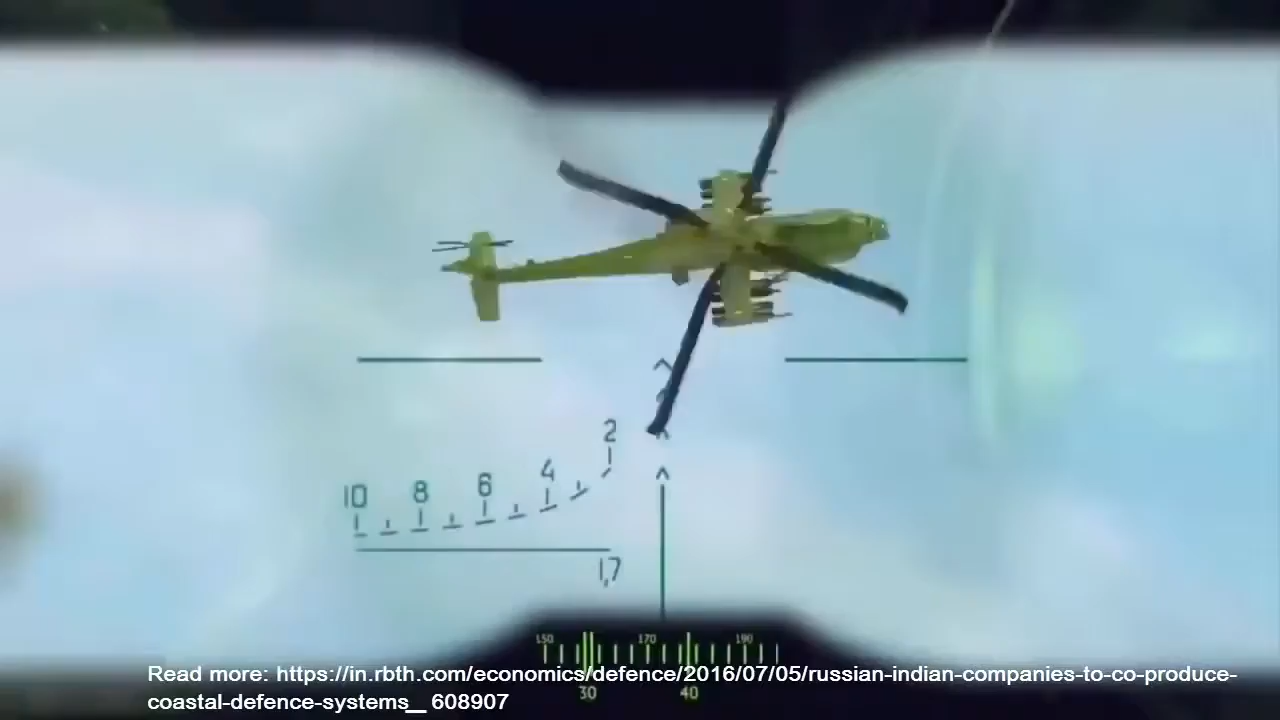 2
4
6
8
10
1,7
150 170 190
Read more: https://in.rbth.com/economics/defence/2016/07/05/russian-indian-companies-to-co-produce-
coastal-defence-systems__608907
30 40